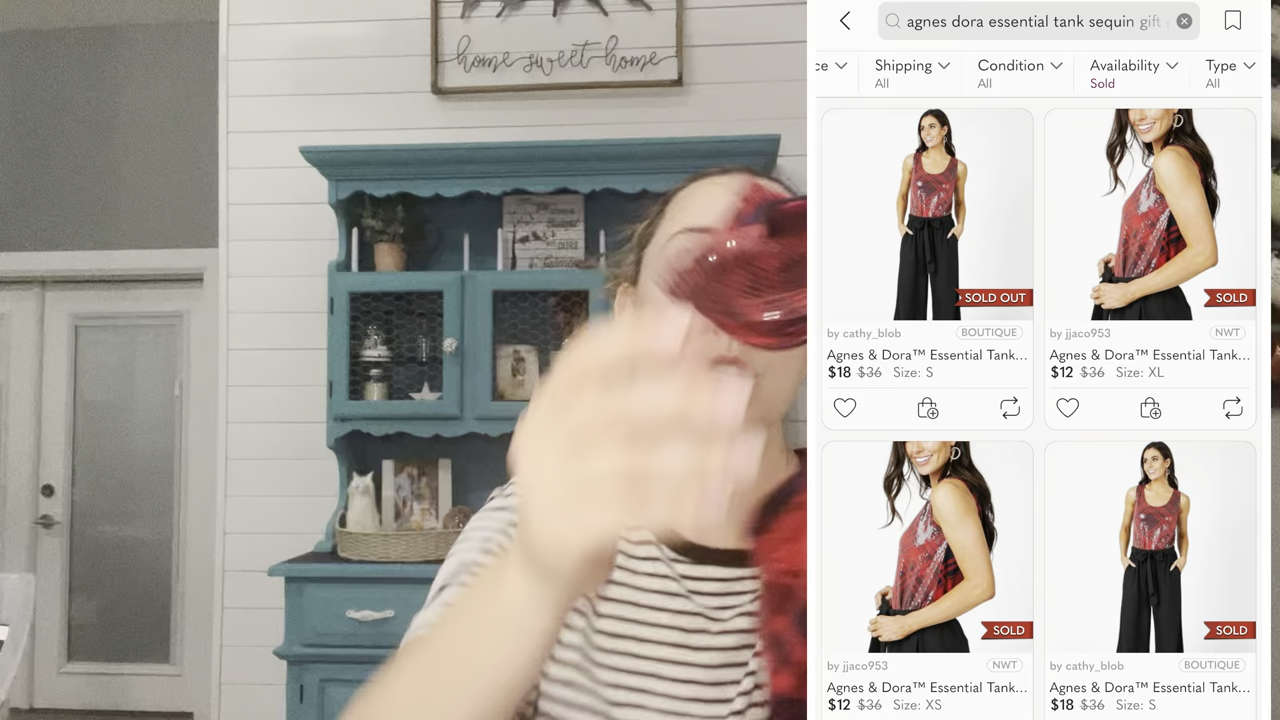 home sweet home
agnes dora essential tank sequin gift
ce
Shipping
All
Condition
All
Availability
Sold
Type
All
SOLD OUT
by cathy_blob
BOUTIQUE
Agnes & Dora™ Essential Tank...
$18 $36 Size: S
SOLD
by jjaco953
NWT
Agnes & Dora™ Essential Tank...
$12 $36 Size: XL
SOLD
by jjaco953
NWT
Agnes & Dora™ Essential Tank...
$12 $36 Size: XS
SOLD
by cathy_blob
BOUTIQUE
Agnes & Dora™ Essential Tank...
$18 $36 Size: S